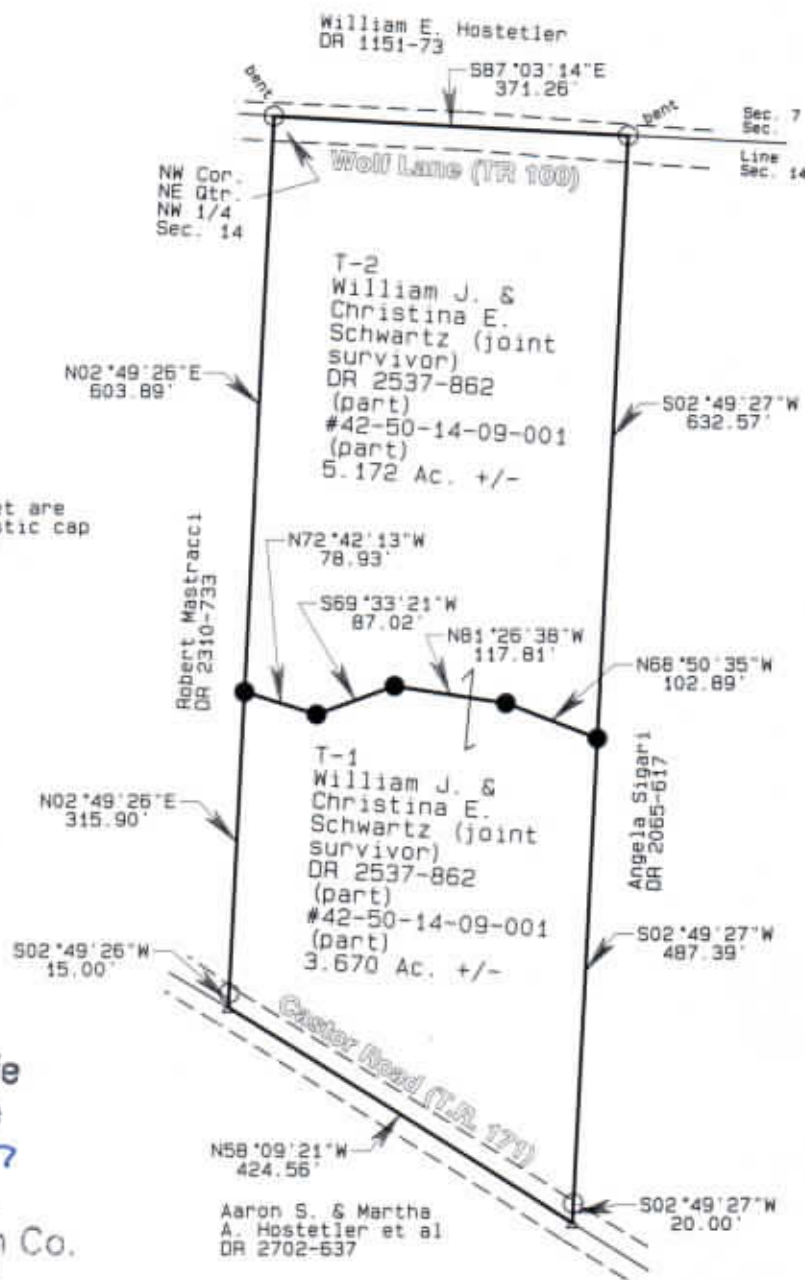 William E. Hostetler
DR 1151-73
S87°03'14"E
371.26'
bent
bent
Sec. 7
Sec.
Line
Sec. 14
Wolf Lane (TR 100)
NW Cor.
NE Qtr.
NW 1/4
Sec. 14
T-2
William J. &
Christina E.
Schwartz (joint
survivor)
DR 2537-862
(part)
#42-50-14-09-001
(part)
5.172 Ac. +/-
N02°49'26"E
603.89'
S02°49'27"W
632.57'
et are
stic cap
Robert Mastracci
DR 2310-733
N72°42'13"W
78.93'
S69°33'21"W
87.02'
N81°26'38"W
117.81'
N68°50'35"W
102.89'
T-1
William J. &
Christina E.
Schwartz (joint
survivor)
DR 2537-862
(part)
#42-50-14-09-001
(part)
3.670 Ac. +/-
Angela Sigari
DR 2065-617
N02°49'26"E
315.90'
S02°49'27"W
487.39'
S02°49'26"W
15.00'
Castor Road (T.R. 171)
N58°09'21"W
424.56'
S02°49'27"W
20.00'
Aaron S. & Martha
A. Hostetler et al
DR 2702-637
e
7
n Co.